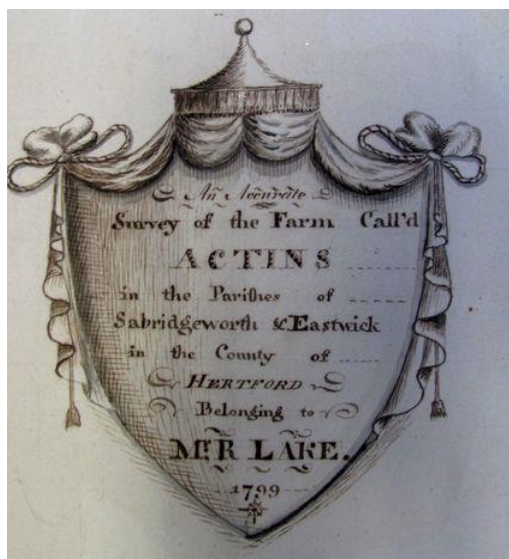 An Accurate
Survey of the Farm Call'd
ACTINS
in the Parishes of
Sabridgeworth & Eastwick
in the County of
HERTFORD
Belonging to
Mr. R LAKE.
1799